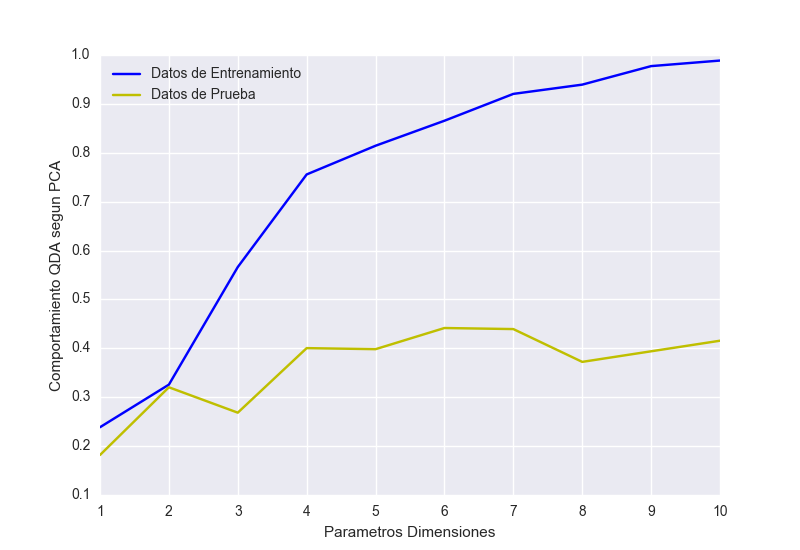 Datos de Entrenamiento
Datos de Prueba
Comportamiento QDA segun PCA
1.0
0.9
0.8
0.7
0.6
0.5
0.4
0.3
0.2
0.1
1 2 3 4 5 6 7 8 9 10
Parametros Dimensiones